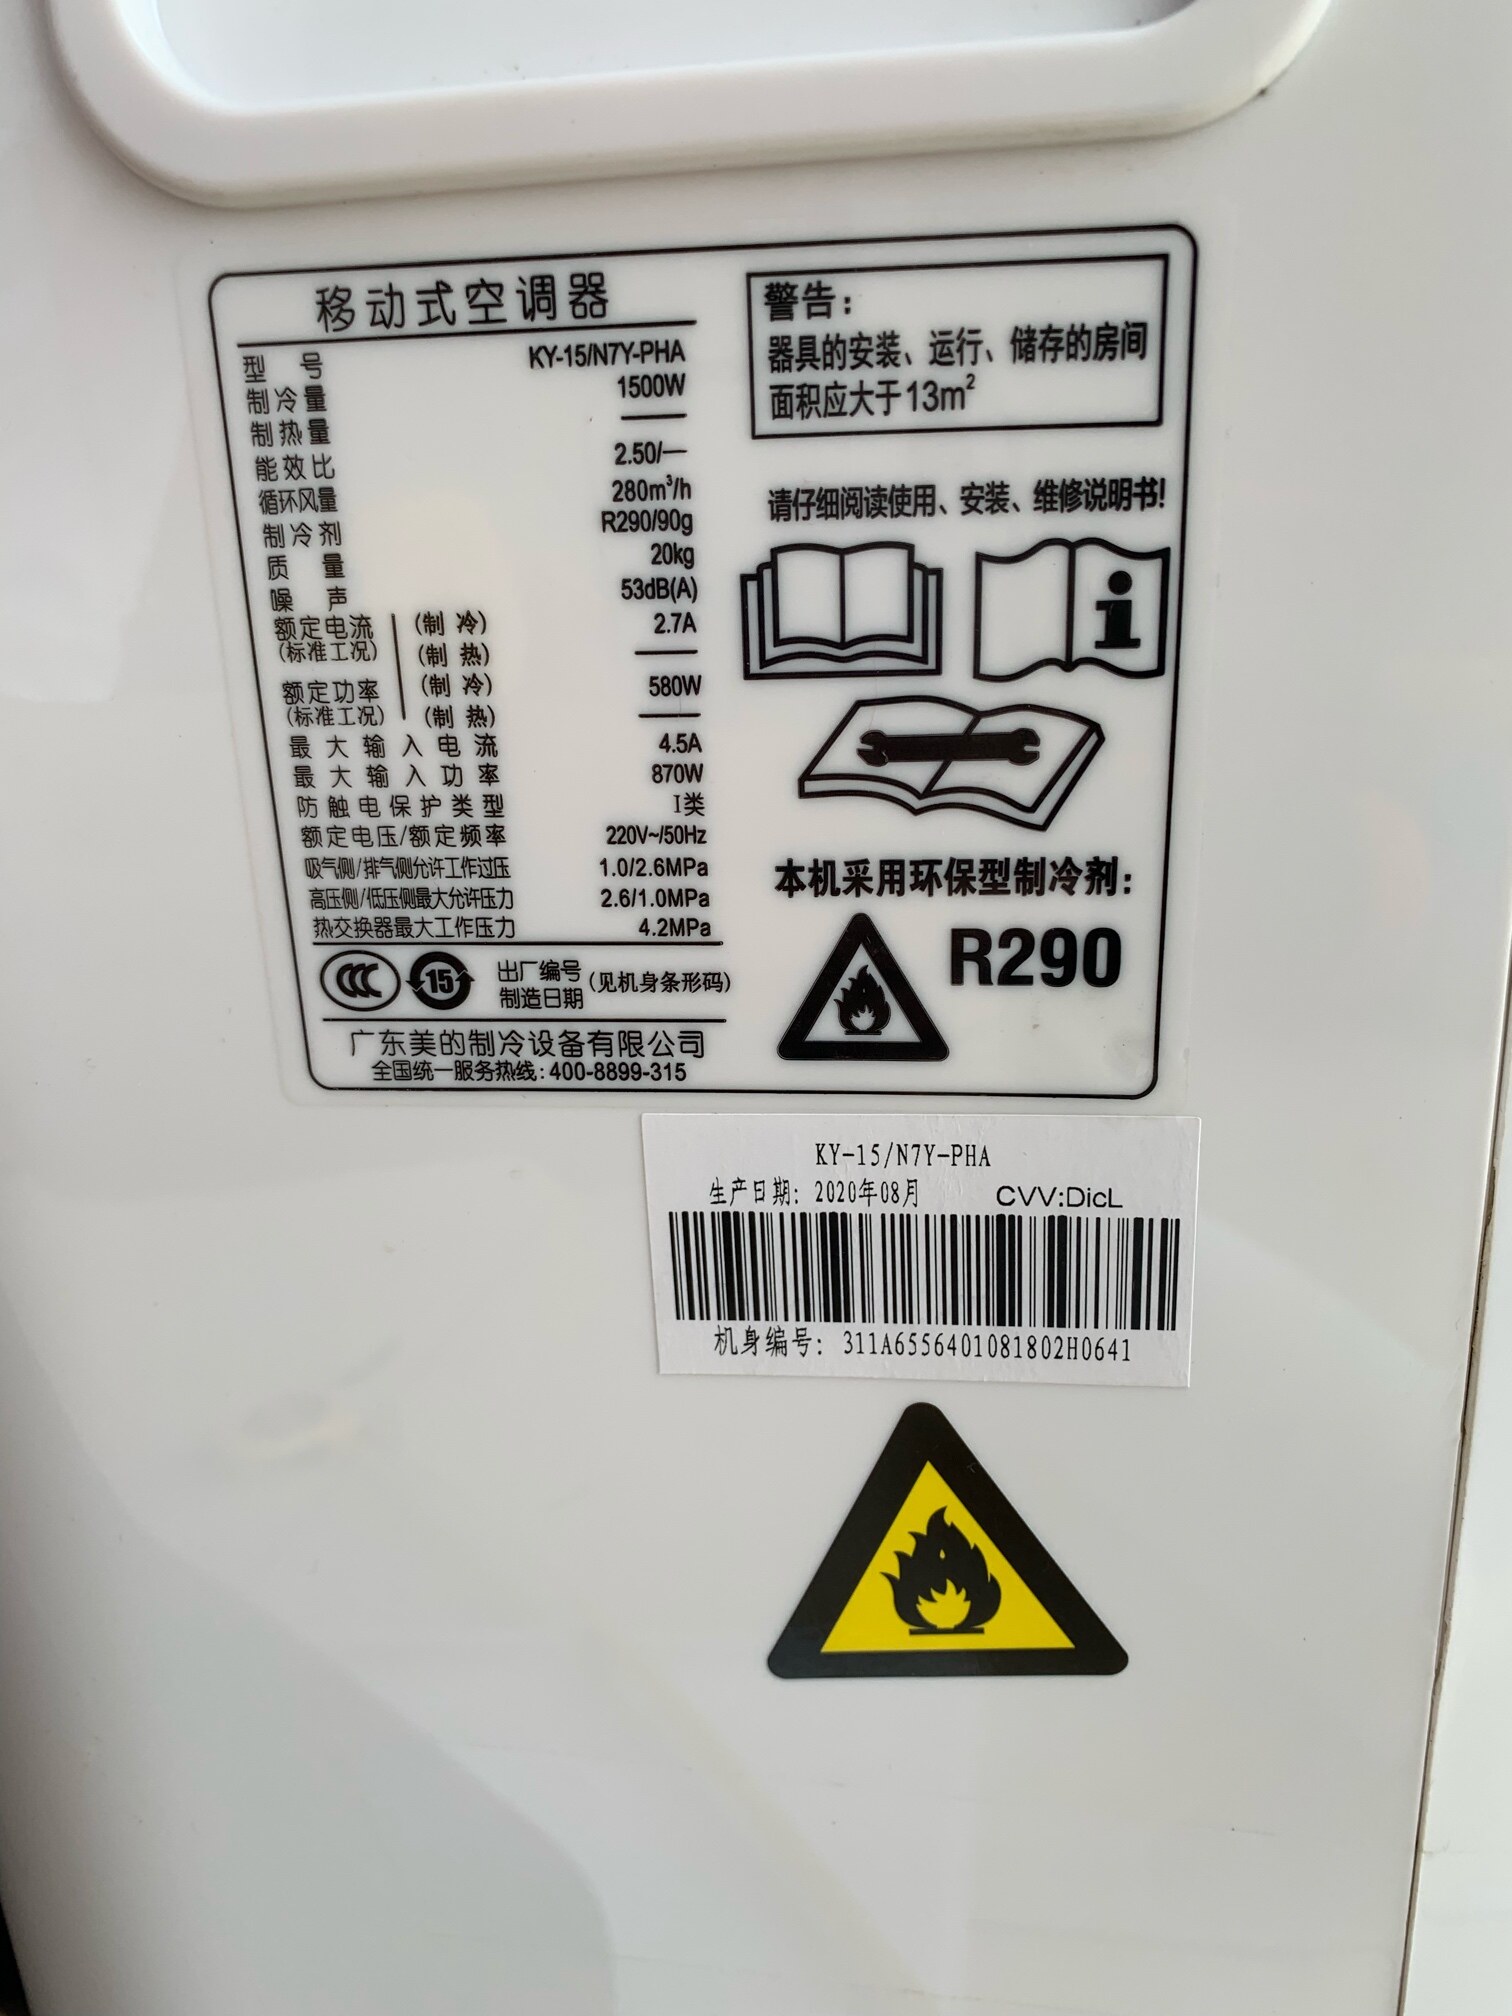 移动式空调器
型 号 KY-15/N7Y-PHA
制冷量 1500W
制热量 —
能效比 2.50/—
循环风量 280m³/h
制冷剂 R290/90g
质 量 20kg
噪 声 53dB(A)
额定电流 (制 冷) 2.7A
(标准工况) (制 热) —
额定功率 (制 冷) 580W
(标准工况) (制 热) —
最大输入电流 4.5A
最大输入功率 870W
防触电保护类型 I类
额定电压/额定频率 220V~/50Hz
吸气侧/排气侧允许工作过压 1.0/2.6MPa
高压侧/低压侧最大允许压力 2.6/1.0MPa
热交换器最大工作压力 4.2MPa
CCC 15 出厂编号 (见机身条形码)
制造日期
广东美的制冷设备有限公司
全国统一服务热线:400-8899-315
警告:
器具的安装、运行、储存的房间
面积应大于13m²
请仔细阅读使用、安装、维修说明书!
i
本机采用环保型制冷剂:
R290
KY-15/N7Y-PHA
生产日期: 2020年08月 CVV:DicL
机身编号: 311A6556401081802H0641